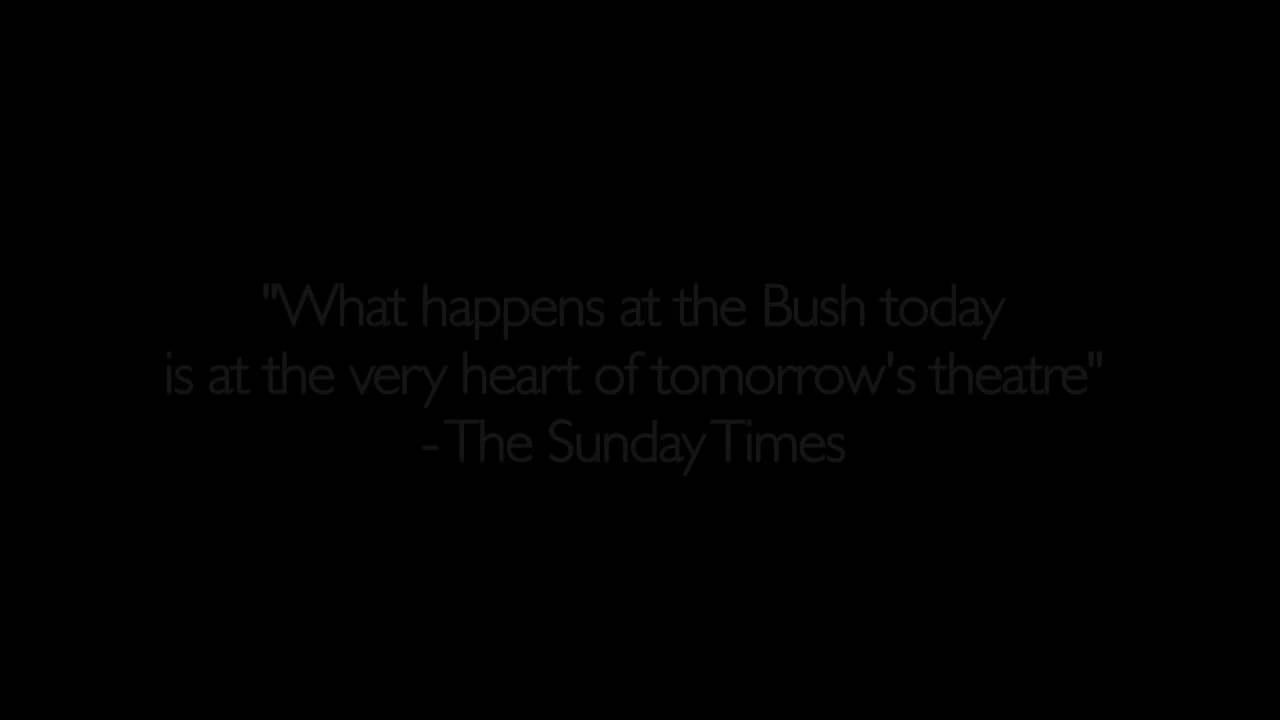 "What happens at the Bush today
is at the very heart of tomorrow's theatre"
- The Sunday Times